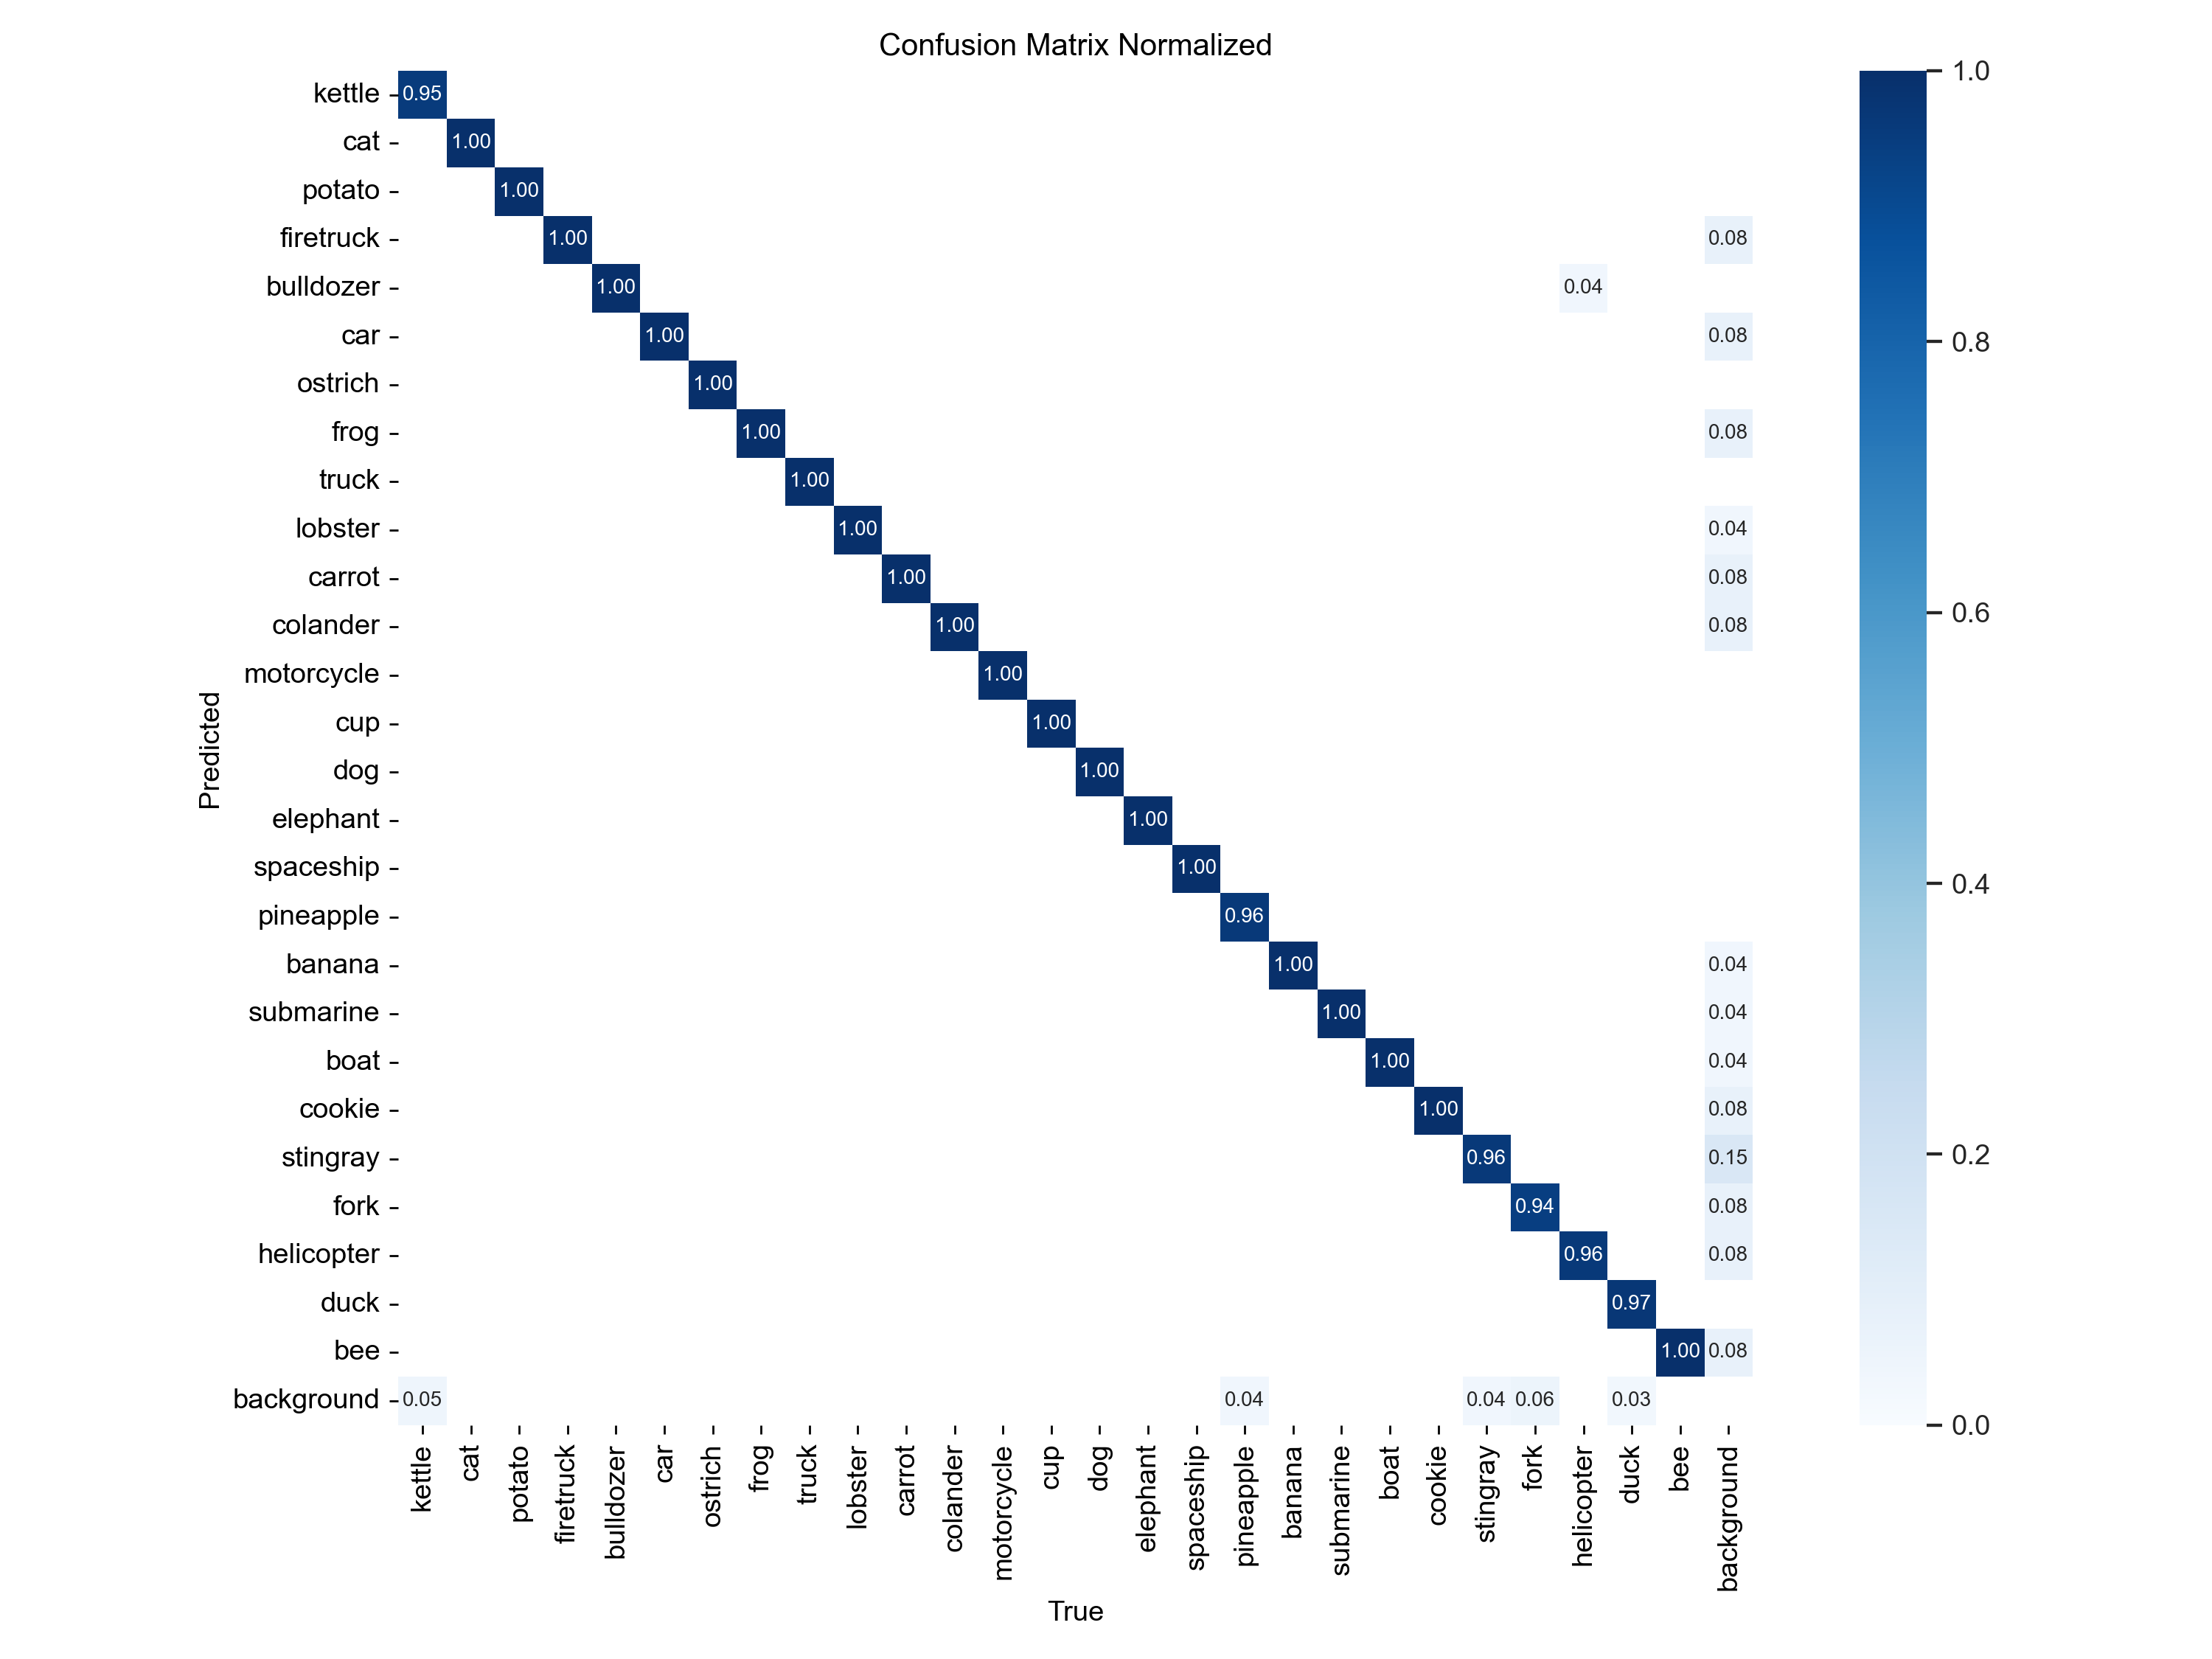 Confusion Matrix Normalized
kettle 0.95
cat 1.00
potato 1.00
firetruck 1.00 0.08
bulldozer 1.00 0.04
car 1.00 0.08
ostrich 1.00
frog 1.00 0.08
truck 1.00
lobster 1.00 0.04
carrot 1.00 0.08
colander 1.00 0.08
motorcycle 1.00
cup 1.00
dog 1.00
elephant 1.00
spaceship 1.00
pineapple 0.96
banana 1.00 0.04
submarine 1.00 0.04
boat 1.00 0.04
cookie 1.00 0.08
stingray 0.96 0.15
fork 0.94 0.08
helicopter 0.96 0.08
duck 0.97
bee 1.00 0.08
background 0.05 0.04 0.04 0.06 0.03
Predicted
kettle
cat
potato
firetruck
bulldozer
car
ostrich
frog
truck
lobster
carrot
colander
motorcycle
cup
dog
elephant
spaceship
pineapple
banana
submarine
boat
cookie
stingray
fork
helicopter
duck
bee
background
True
1.0
0.8
0.6
0.4
0.2
0.0